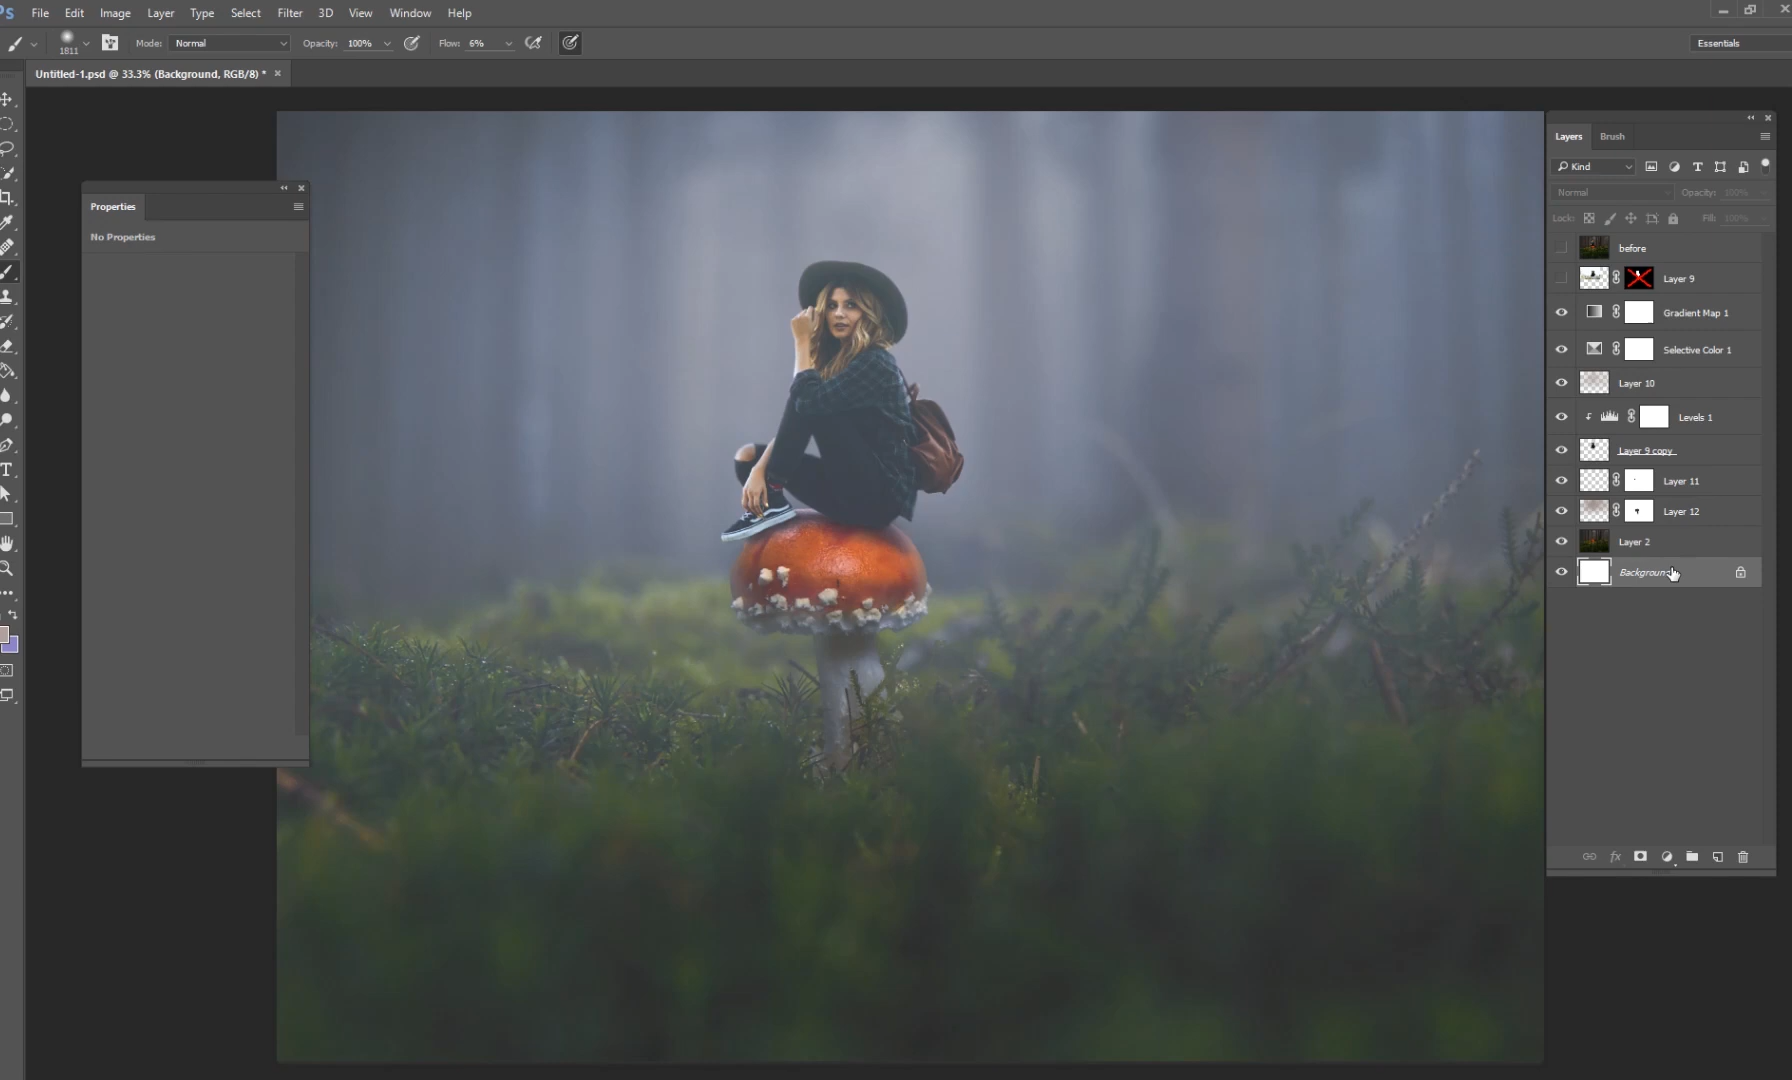 Ps File Edit Image Layer Type Select Filter 3D View Window Help
1811 Mode: Normal Opacity: 100% Flow: 6% Essentials
Untitled-1.psd @ 33.3% (Background, RGB/8) * ×
Properties
No Properties
Layers Brush
Kind
Normal Opacity: 100%
Lock: Fill: 100%
before
Layer 9
Gradient Map 1
Selective Color 1
Layer 10
Levels 1
Layer 9 copy
Layer 11
Layer 12
Layer 2
Background
fx